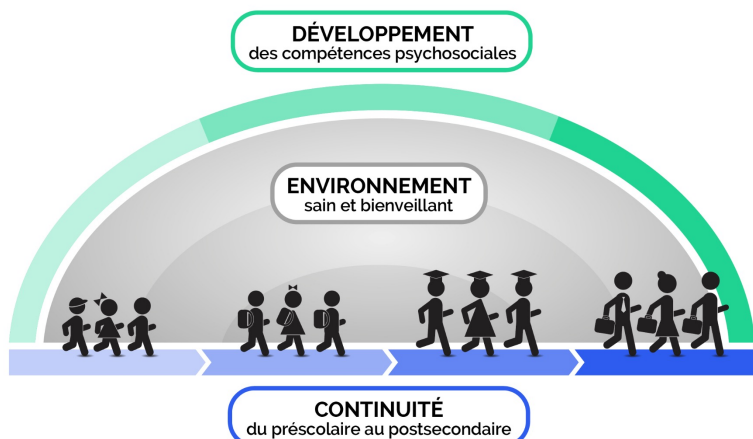 DÉVELOPPEMENT
des compétences psychosociales
ENVIRONNEMENT
sain et bienveillant
CONTINUITÉ
du préscolaire au postsecondaire